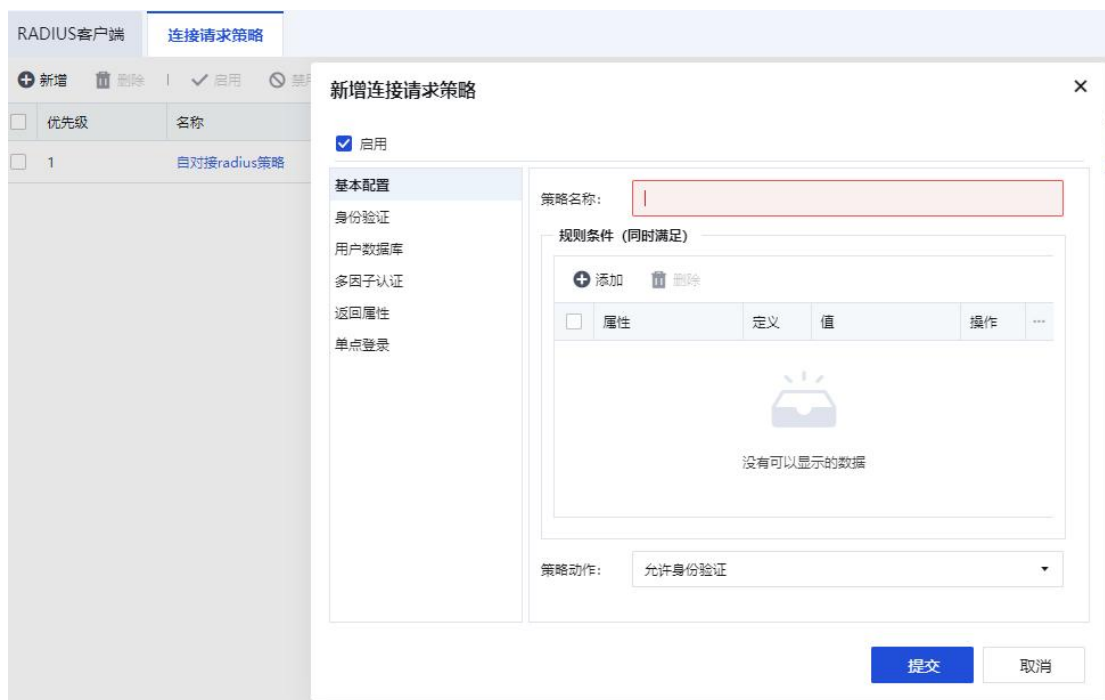 RADIUS客户端 连接请求策略
新增 删除 启用 禁
优先级 名称
1 自对接radius策略
新增连接请求策略
启用
基本配置
身份验证
用户数据库
多因子认证
返回属性
单点登录
策略名称：
规则条件（同时满足）
添加 删除
属性 定义 值 操作 ···
没有可以显示的数据
策略动作： 允许身份验证
提交 取消